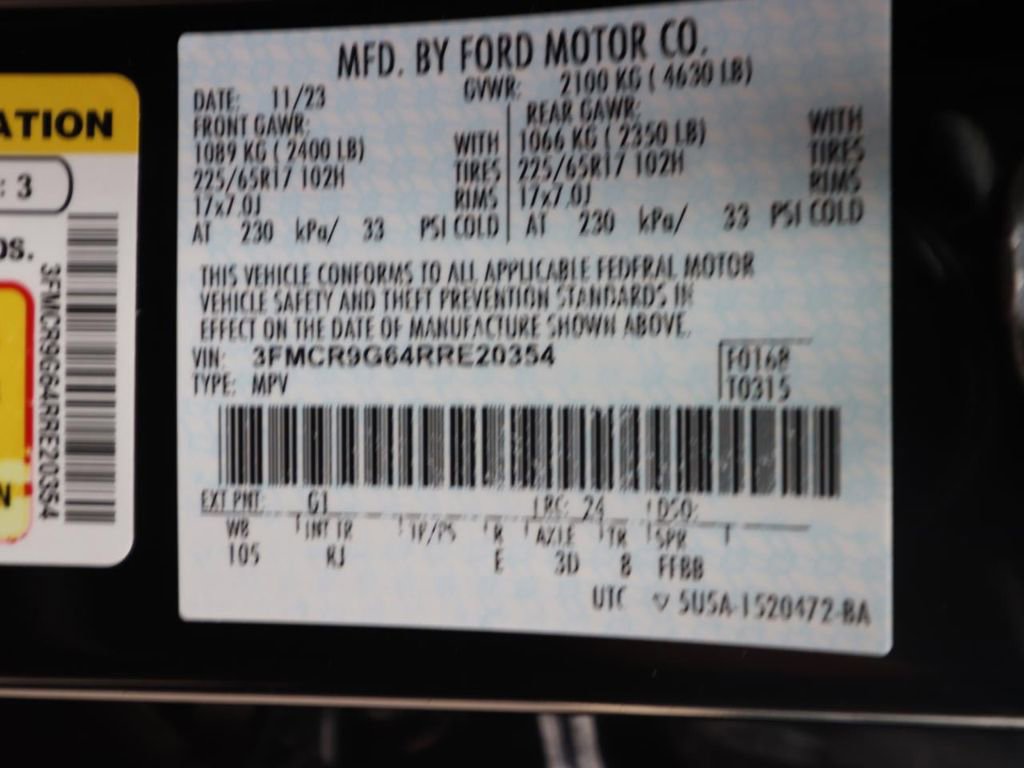 ATION
: 3
DS.
3FMCR9G64RRE20354
N
MFD. BY FORD MOTOR CO.
DATE: 11/23 GVWR: 2100 KG ( 4630 LB)
FRONT GAWR: REAR GAWR:
1089 KG ( 2400 LB) WITH 1066 KG ( 2350 LB) WITH
225/65R17 102H TIRES 225/65R17 102H TIRES
17x7.0J RIMS 17x7.0J RIMS
AT 230 kPa/ 33 PSI COLD AT 230 kPa/ 33 PSI COLD
THIS VEHICLE CONFORMS TO ALL APPLICABLE FEDERAL MOTOR
VEHICLE SAFETY AND THEFT PREVENTION STANDARDS IN
EFFECT ON THE DATE OF MANUFACTURE SHOWN ABOVE.
VIN: 3FMCR9G64RRE20354 F0168
TYPE: MPV T0315
EXT PNT: G1 RC: 24 DSO:
WB INT TR TP/PS R AXLE TR SPR
105 RJ E 3D 8 FFBB
UTC ▽ 5U5A-1520472-BA